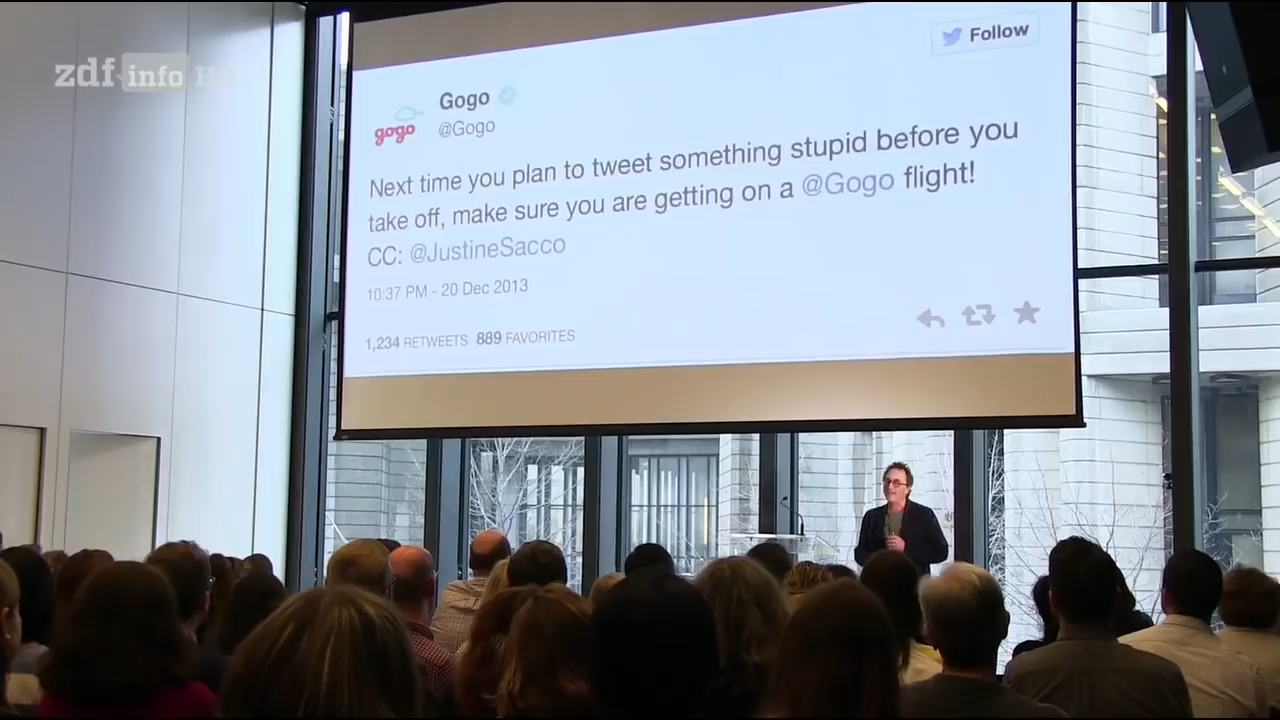 zdf info HD
Follow
Gogo
gogo
@Gogo
Next time you plan to tweet something stupid before you
take off, make sure you are getting on a @Gogo flight!
CC: @JustineSacco
10:37 PM - 20 Dec 2013
1,234 RETWEETS 889 FAVORITES